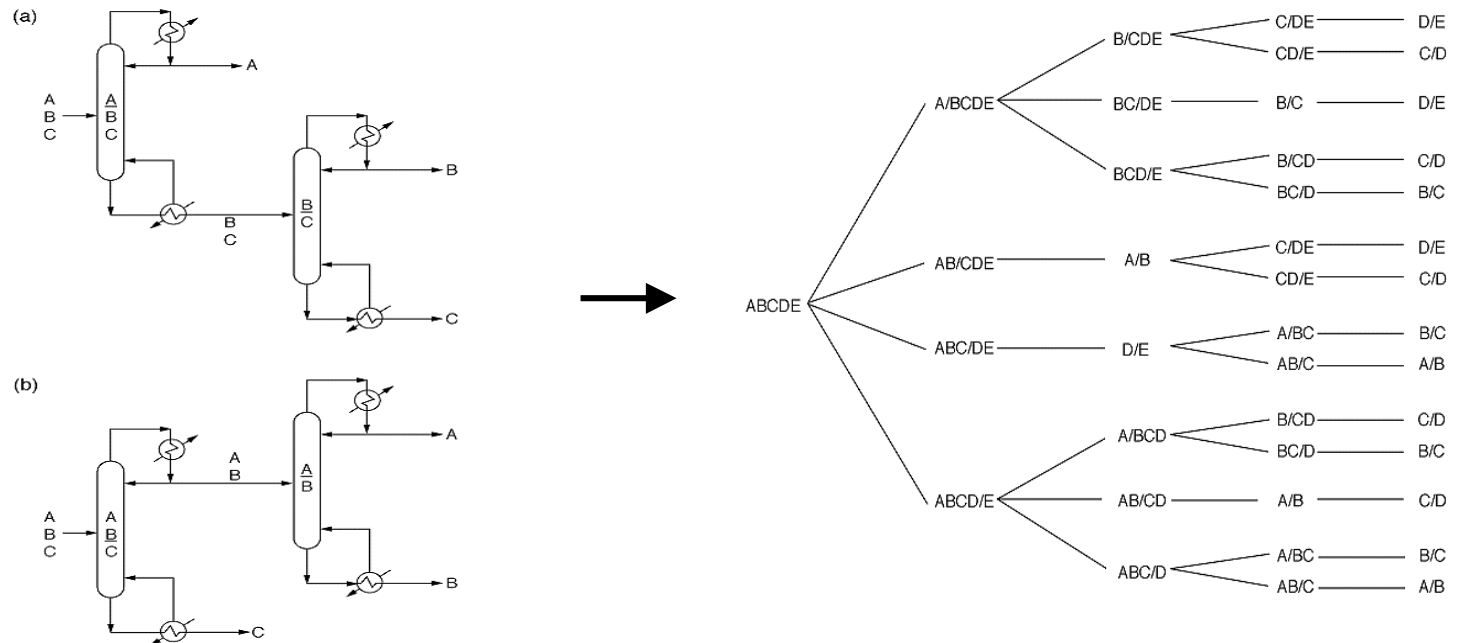 (a)
A
A
B
C
A
B
C
B
B
C
B
C
C
(b)
A
A
B
A
B
A
B
C
A
B
C
B
C
ABCDE
A/BCDE
B/CDE
C/DE
D/E
CD/E
C/D
BC/DE
B/C
D/E
BCD/E
B/CD
C/D
BC/D
B/C
AB/CDE
A/B
C/DE
D/E
CD/E
C/D
ABC/DE
D/E
A/BC
B/C
AB/C
A/B
ABCD/E
A/BCD
B/CD
C/D
BC/D
B/C
AB/CD
A/B
C/D
ABC/D
A/BC
B/C
AB/C
A/B